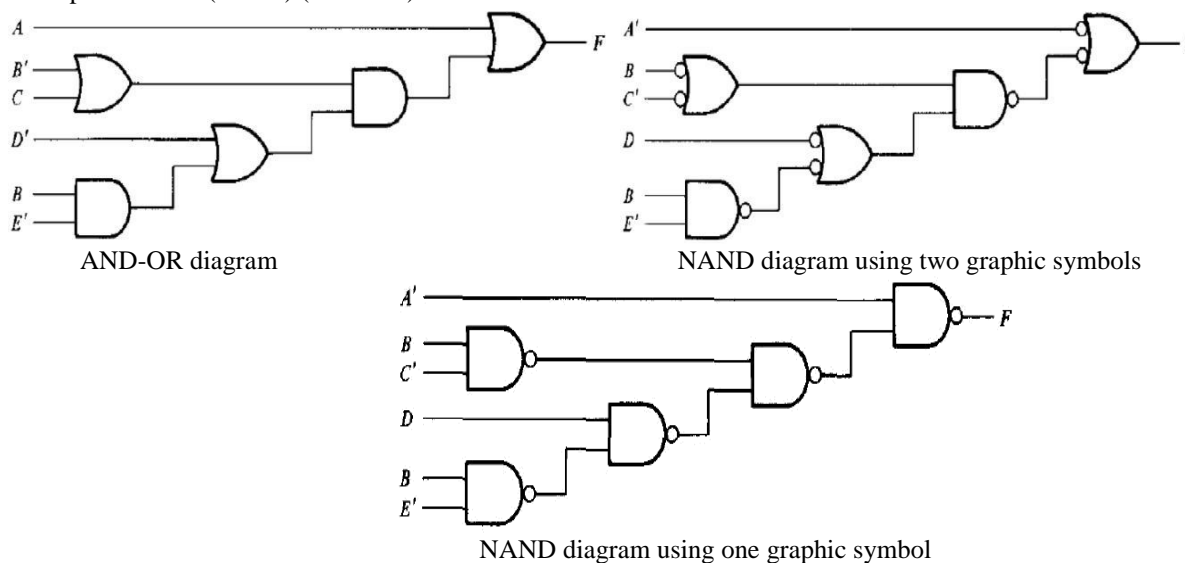 A
B'
C
D'
B
E'
F
AND-OR diagram
A'
B
C'
D
B
E'
NAND diagram using two graphic symbols
A'
B
C'
D
B
E'
F
NAND diagram using one graphic symbol